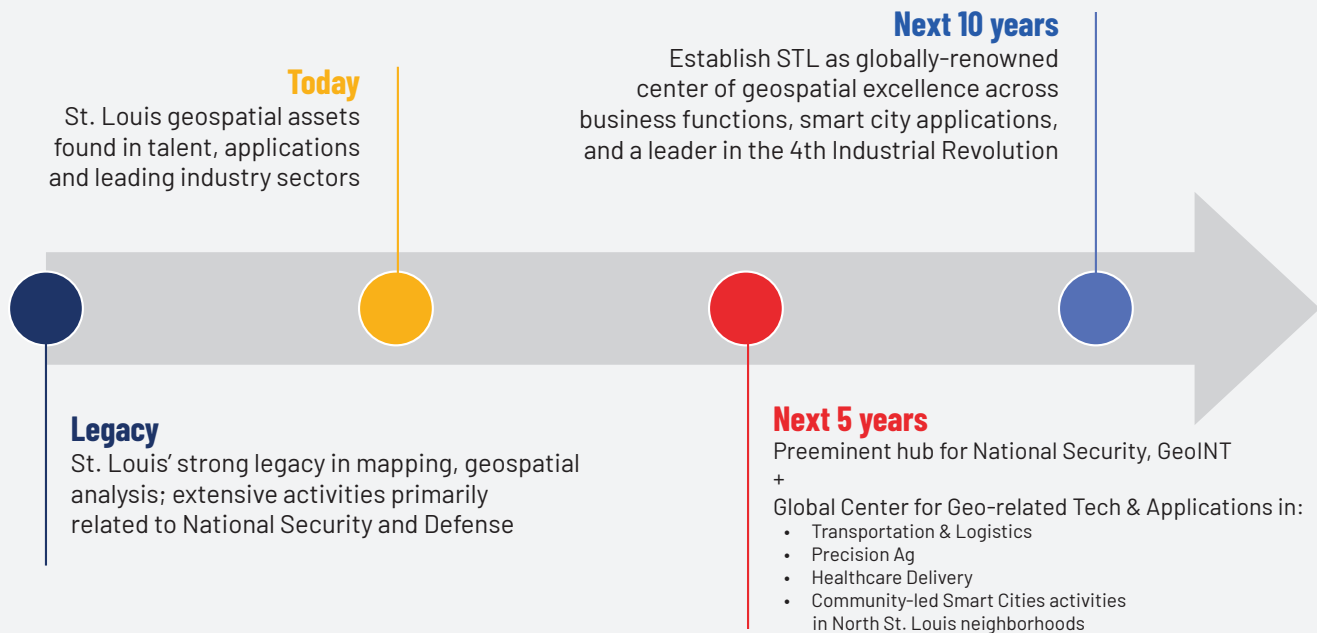 Legacy
St. Louis’ strong legacy in mapping, geospatial
analysis; extensive activities primarily
related to National Security and Defense
Today
St. Louis geospatial assets
found in talent, applications
and leading industry sectors
Next 5 years
Preeminent hub for National Security, GeoINT
+
Global Center for Geo-related Tech & Applications in:
• Transportation & Logistics
• Precision Ag
• Healthcare Delivery
• Community-led Smart Cities activities
in North St. Louis neighborhoods
Next 10 years
Establish STL as globally-renowned
center of geospatial excellence across
business functions, smart city applications,
and a leader in the 4th Industrial Revolution